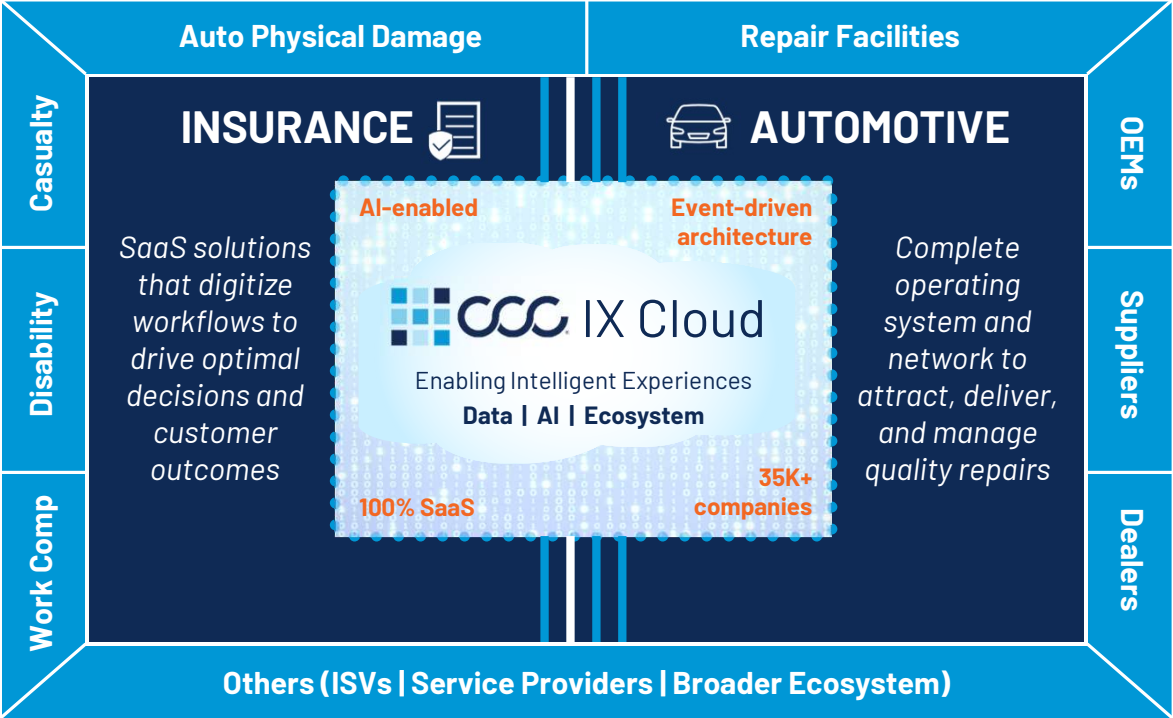 Auto Physical Damage
Repair Facilities
Casualty
Disability
Work Comp
INSURANCE
SaaS solutions
that digitize
workflows to
drive optimal
decisions and
customer
outcomes
AI-enabled
Event-driven
architecture
CCC IX Cloud
Enabling Intelligent Experiences
Data | AI | Ecosystem
100% SaaS
35K+
companies
AUTOMOTIVE
Complete
operating
system and
network to
attract, deliver,
and manage
quality repairs
OEMs
Suppliers
Dealers
Others (ISVs | Service Providers | Broader Ecosystem)